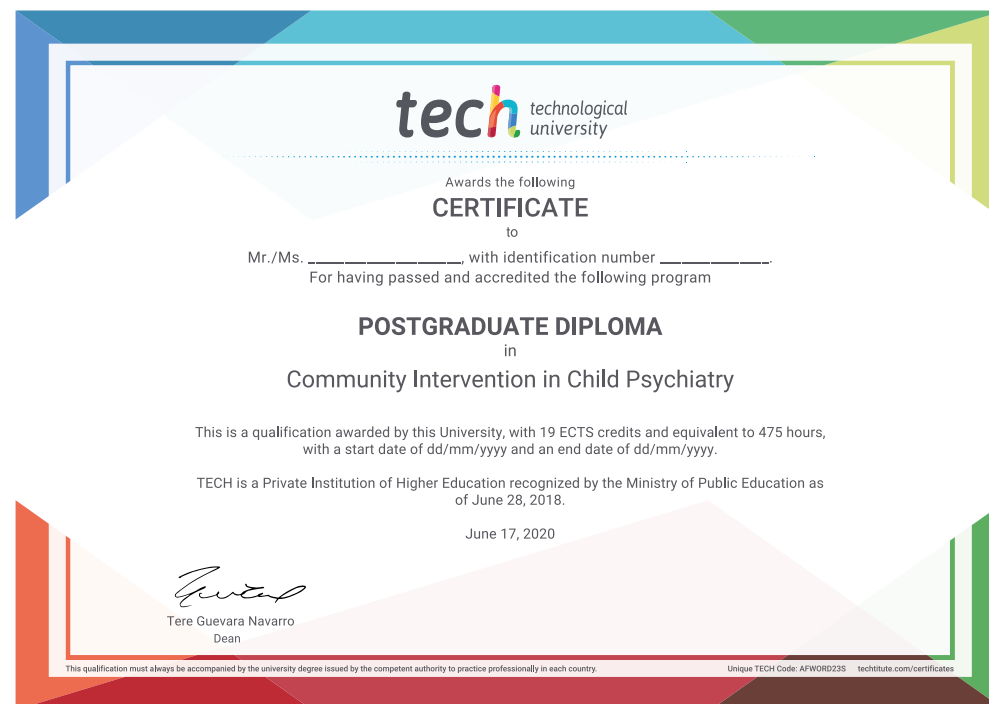 tech technological
university
Awards the following
CERTIFICATE
to
Mr./Ms. ____________________, with identification number ______________.
For having passed and accredited the following program
POSTGRADUATE DIPLOMA
in
Community Intervention in Child Psychiatry
This is a qualification awarded by this University, with 19 ECTS credits and equivalent to 475 hours,
with a start date of dd/mm/yyyy and an end date of dd/mm/yyyy.
TECH is a Private Institution of Higher Education recognized by the Ministry of Public Education as
of June 28, 2018.
June 17, 2020
Tere Guevara Navarro
Dean
This qualification must always be accompanied by the university degree issued by the competent authority to practice professionally in each country. Unique TECH Code: AFWORD23S techtitute.com/certificates